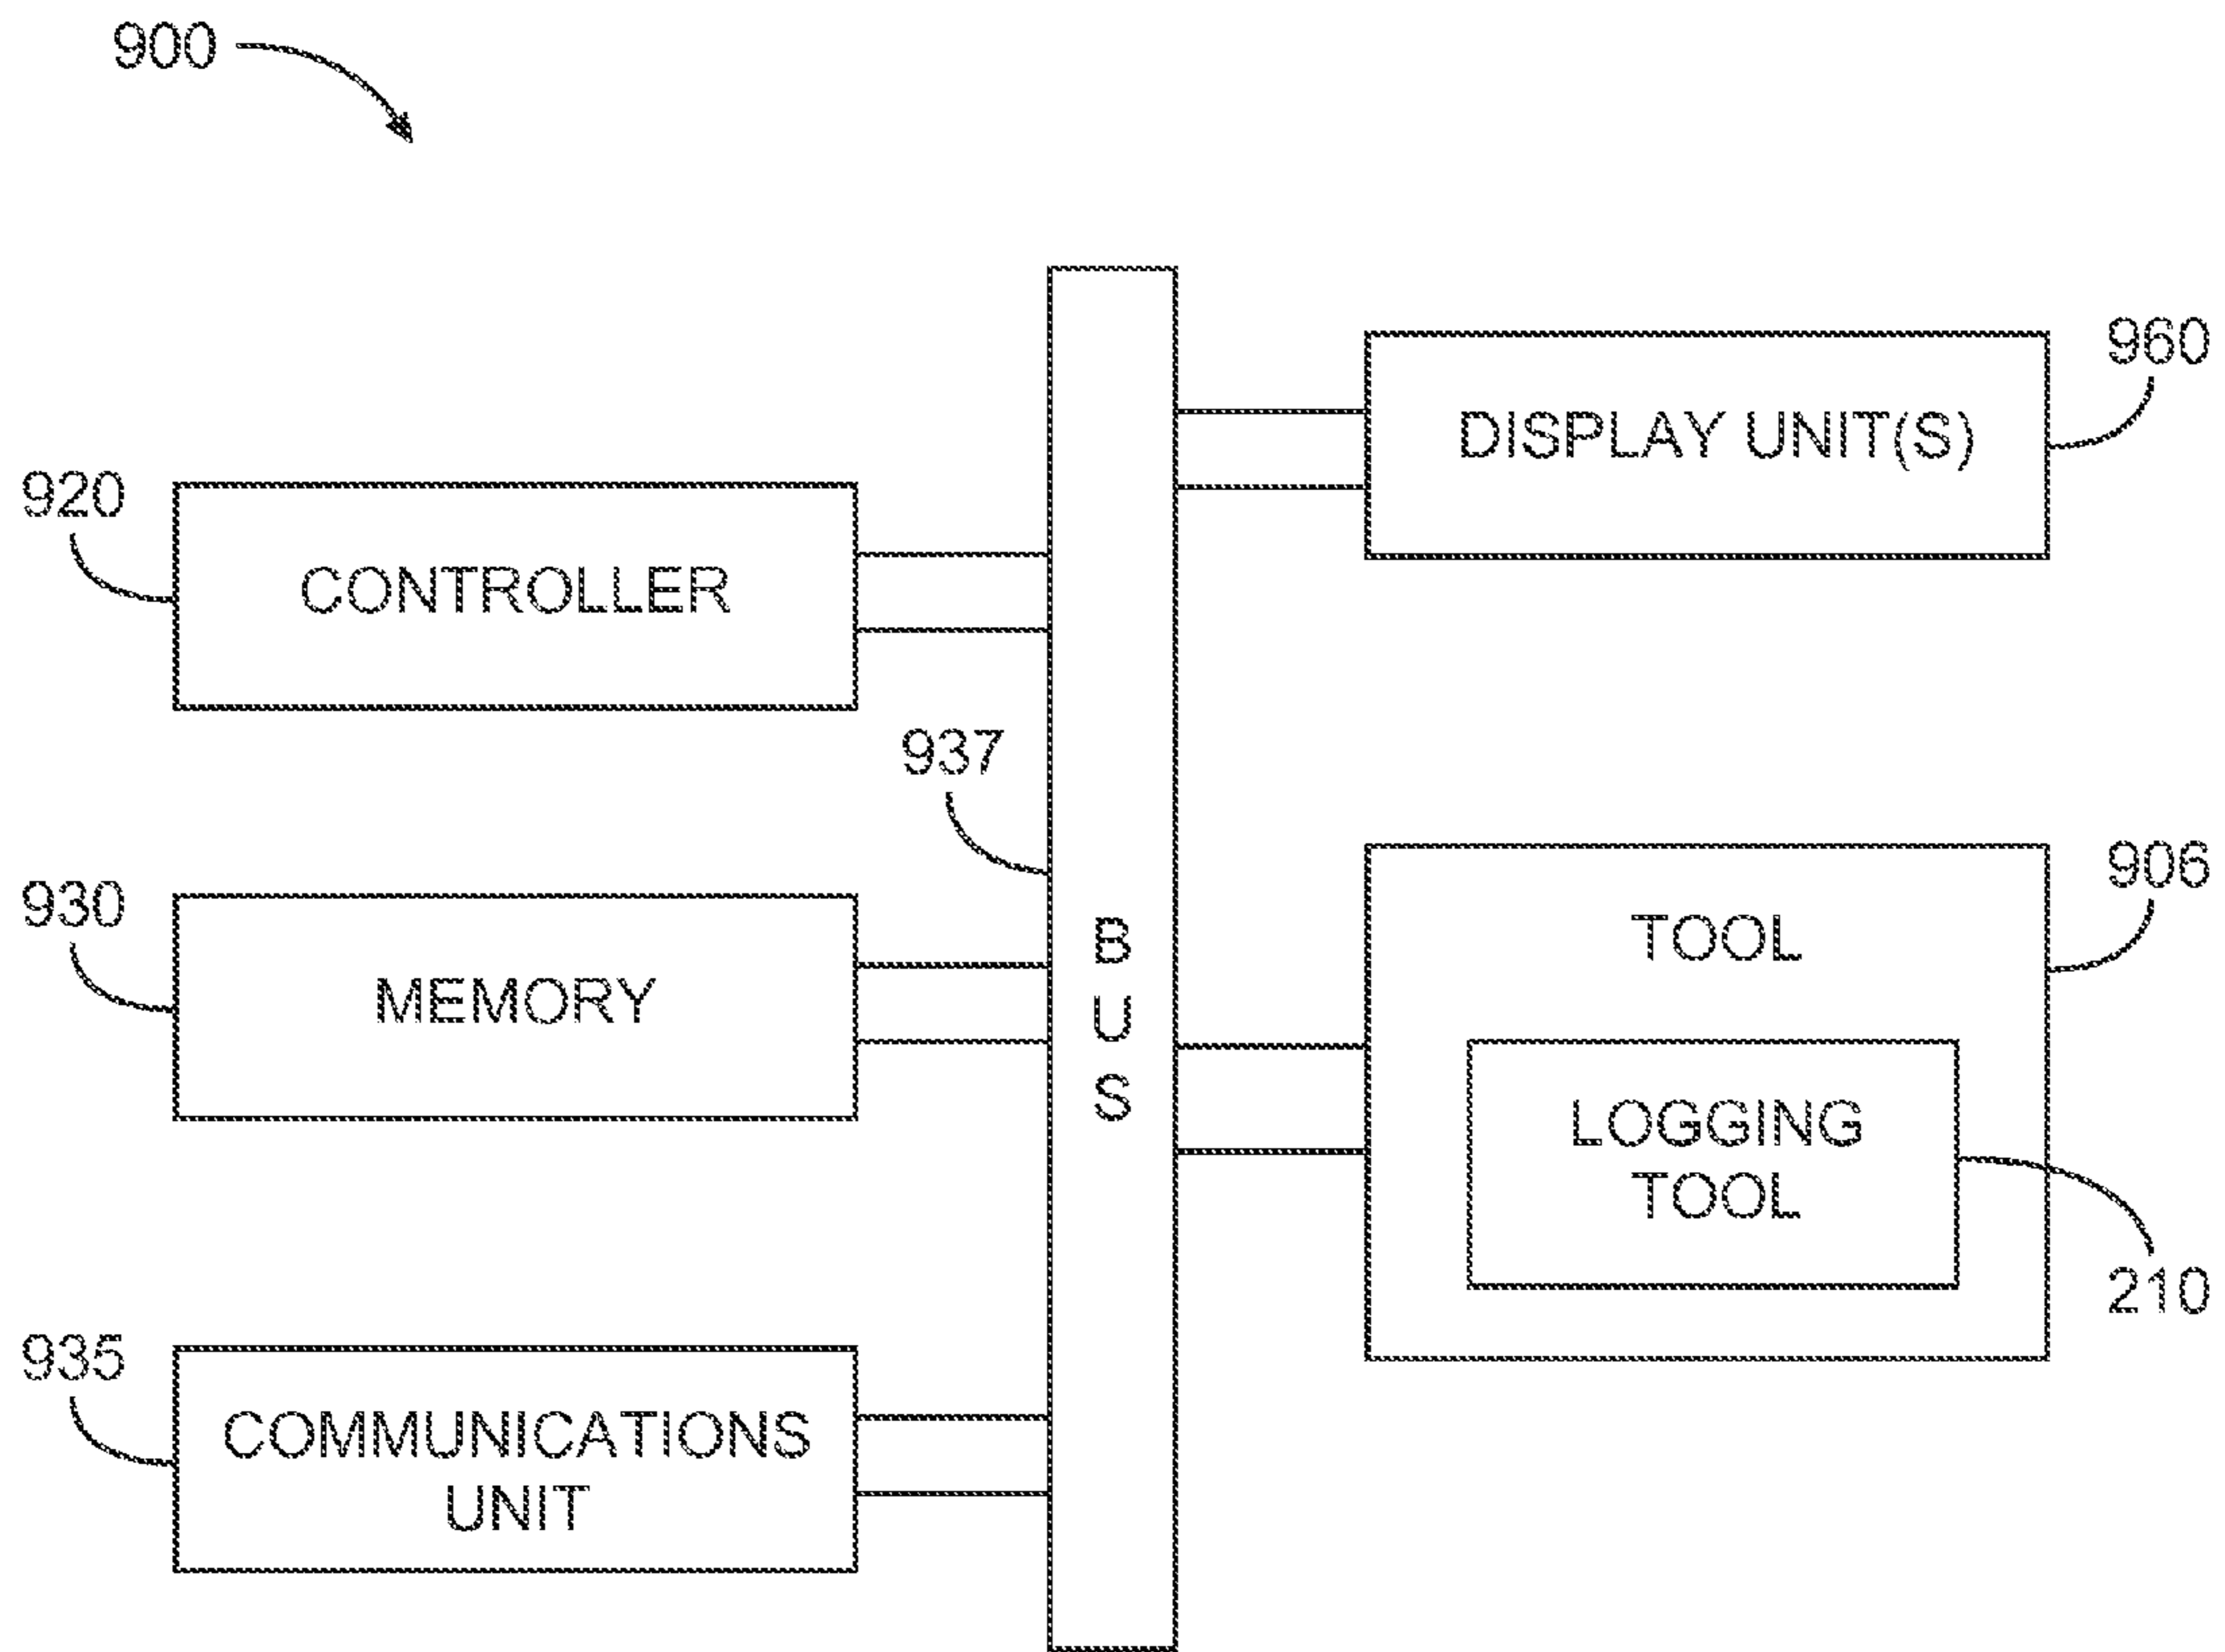 900
960
DISPLAY UNIT(S)
920
CONTROLLER
937
930
MEMORY
B
U
S
906
TOOL
LOGGING
TOOL
210
935
COMMUNICATIONS
UNIT